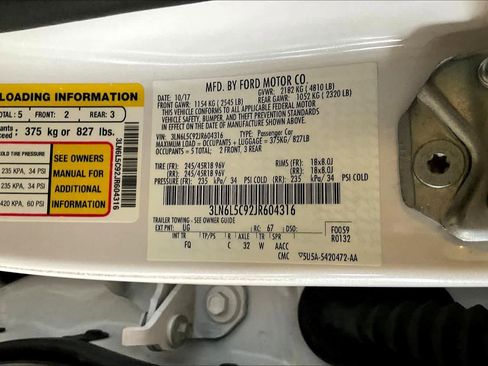 LOADING INFORMATION
TOTAL: 5 FRONT: 2 REAR: 3
375 kg or 827 lbs.
COLD TIRE PRESSURE
235 KPA, 34 PSI
235 KPA, 34 PSI
420 KPA, 60 PSI
SEE OWNERS
MANUAL FOR
ADDITIONAL
INFORMATION
3LN6L5C92JR604316
MFD. BY FORD MOTOR CO.
10/17 GVWR: 2182 KG (4810 LB)
FRONT GAWR: 1154 KG (2545 LB) REAR GAWR: 1052 KG (2320 LB)
THIS VEHICLE CONFORMS TO ALL APPLICABLE FEDERAL MOTOR
VEHICLE SAFETY, BUMPER, AND THEFT PREVENTION STANDARDS
IN EFFECT ON THE DATE OF MANUFACTURE SHOWN ABOVE.
VIN: 3LN6L5C92JR604316 TYPE: Passenger Car
MAXIMUM LOAD = OCCUPANTS + LUGGAGE = 375KG/ 827LB
OCCUPANTS = 5 TOTAL 2 FRONT, 3 REAR
TIRE (FR): 245/45R18 96V RIMS (FR): 18x8.0J
TIRE (RR): 245/45R18 96V RIMS (RR): 18x8.0J
PRESSURE (FR): 235 KPA/ 34 PSI COLD (RR): 235 KPA/ 34 PSI COLD
3LN6L5C92JR604316
TRAILER TOWING - SEE OWNER GUIDE
EXT PNT: UG RC: 67 DSO: F0059
R0132
INT TR TP/PS R AXLE TR SPR
FQ C 32 W AACC
CMC ▽5U5A-5420472-AA